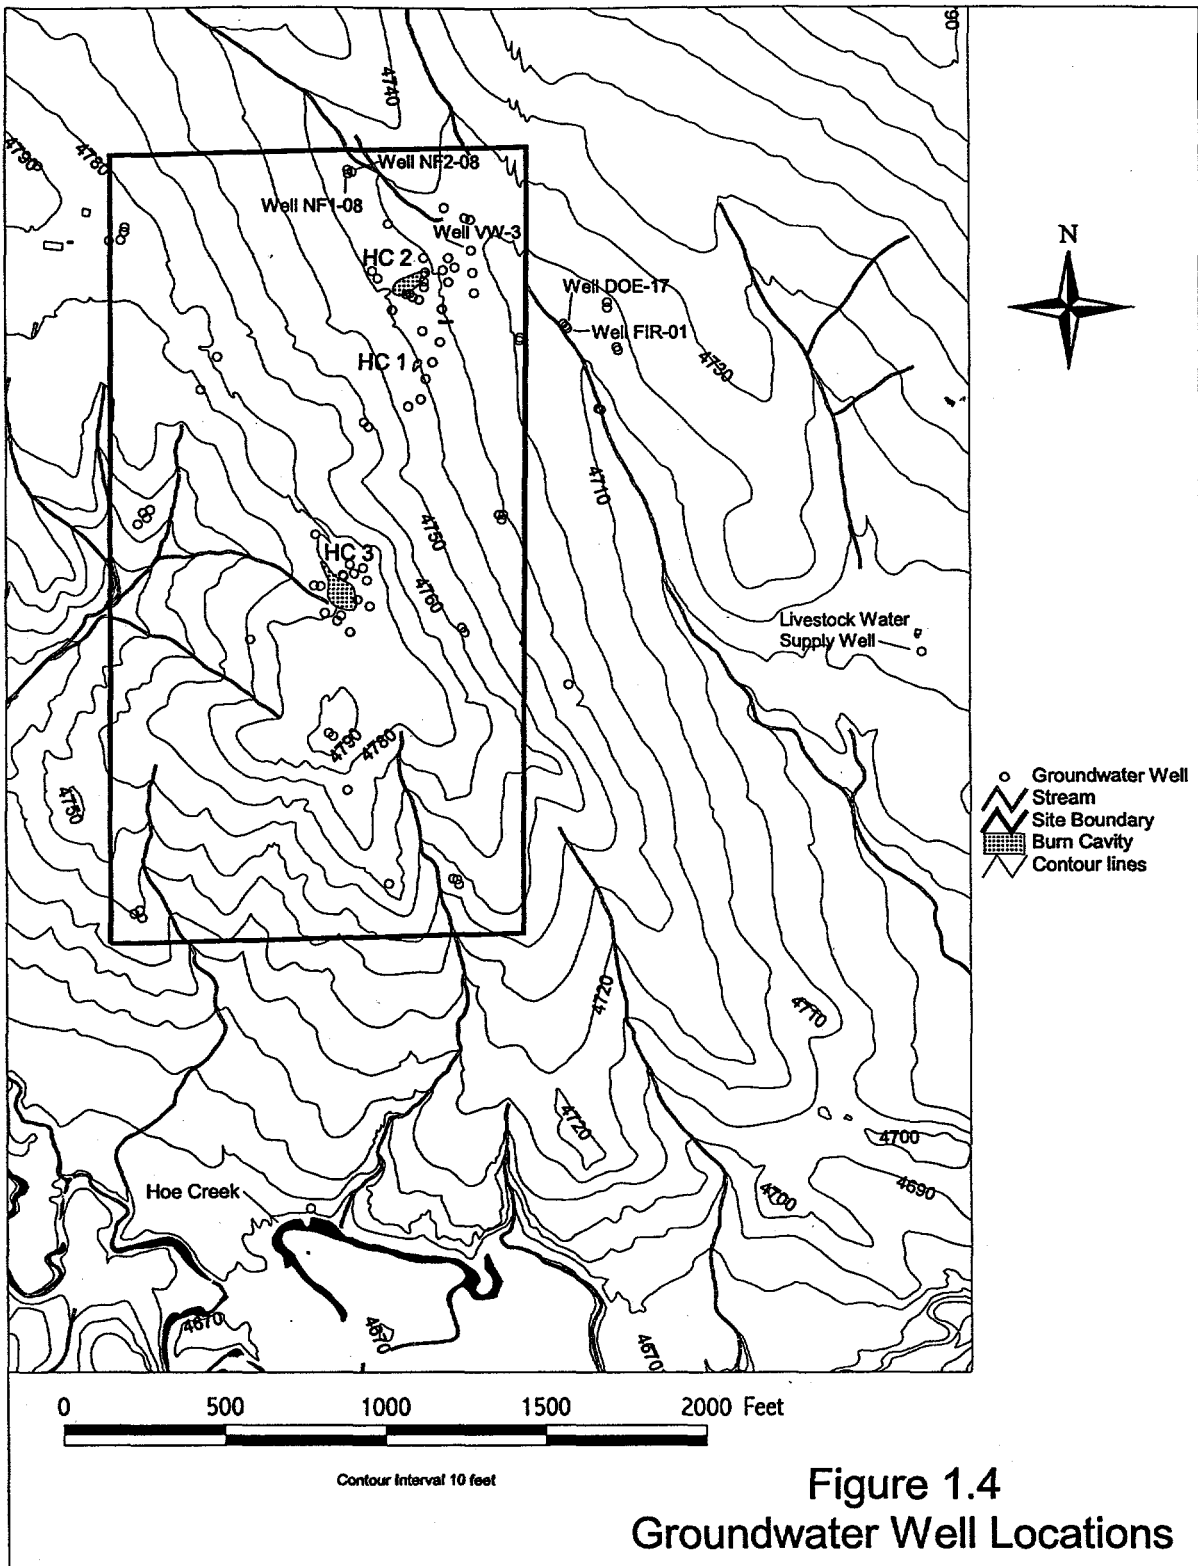 90
4740
4790
4780
Well NF2-08
Well NF1-08
Well VW-3
HC 2
Well DOE-17
Well FIR-01
HC 1
4730
N
4710
4750
HC 3
4760
Livestock Water
Supply Well
4790
4780
4750
Groundwater Well
Stream
Site Boundary
Burn Cavity
Contour lines
4720
4710
4720
4700
4700
4690
Hoe Creek
4670
4670
4670
0 500 1000 1500 2000 Feet
Contour Interval 10 feet
Figure 1.4
Groundwater Well Locations